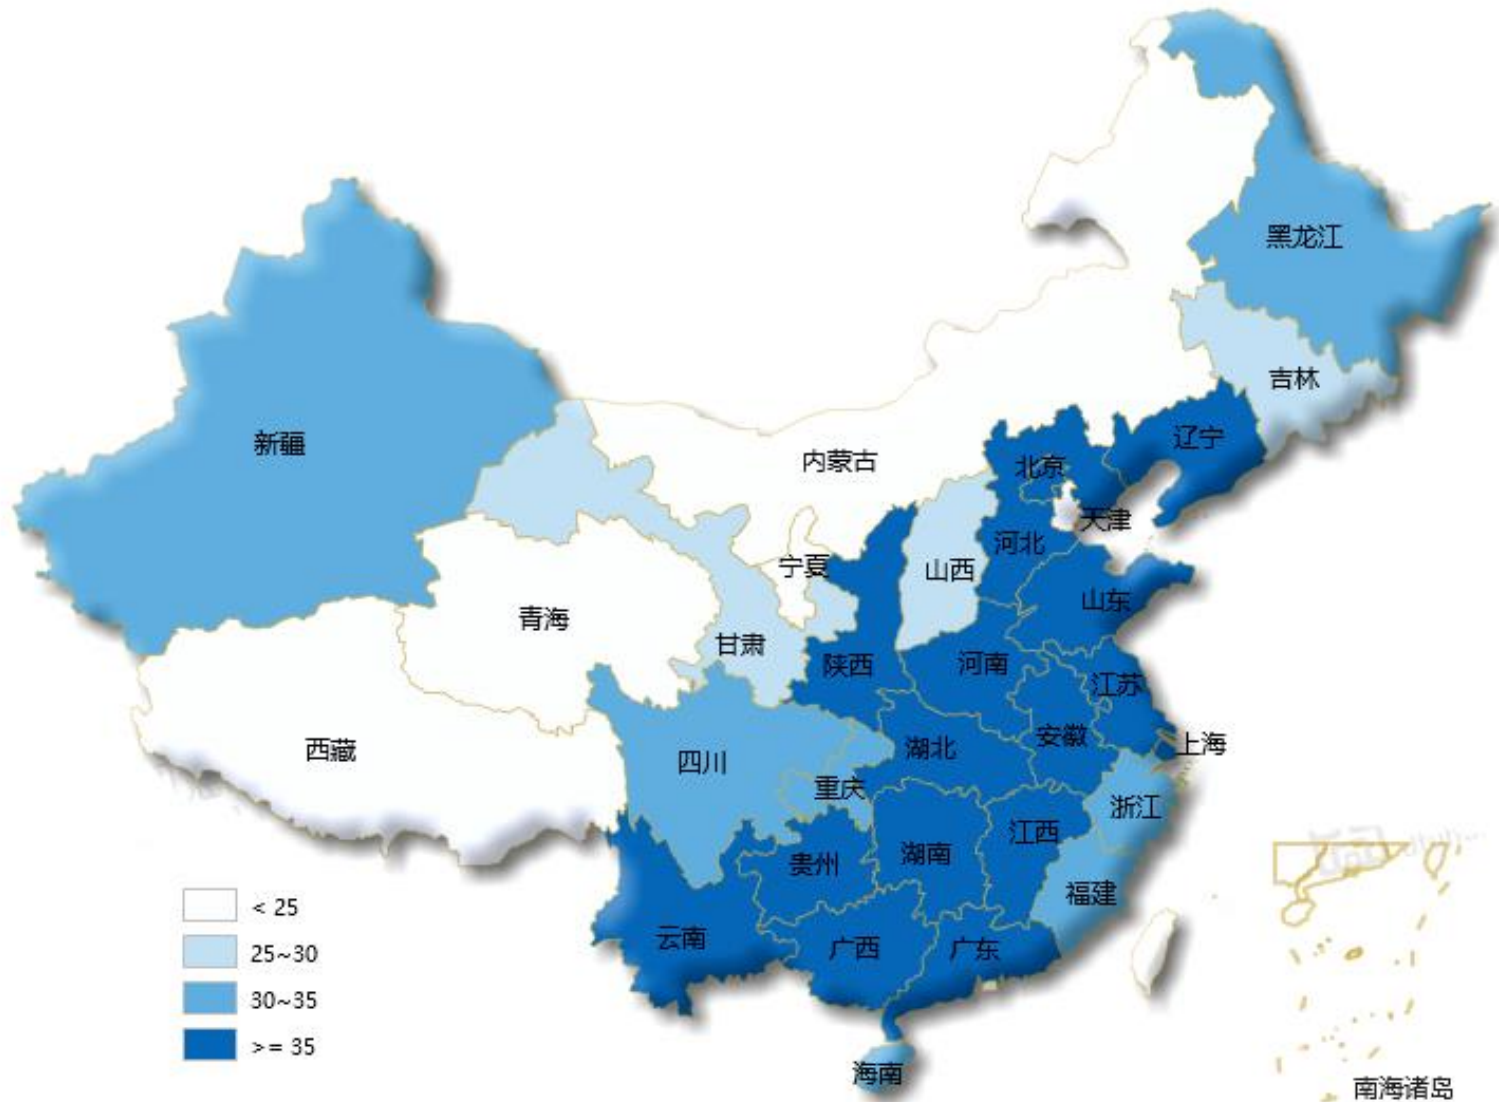 黑龙江
吉林
辽宁
新疆
内蒙古
北京
天津
河北
宁夏
山西
山东
青海
甘肃
陕西
河南
江苏
西藏
四川
湖北
安徽
上海
重庆
浙江
贵州
湖南
江西
福建
云南
广西
广东
海南
南海诸岛
< 25
25~30
30~35
>= 35